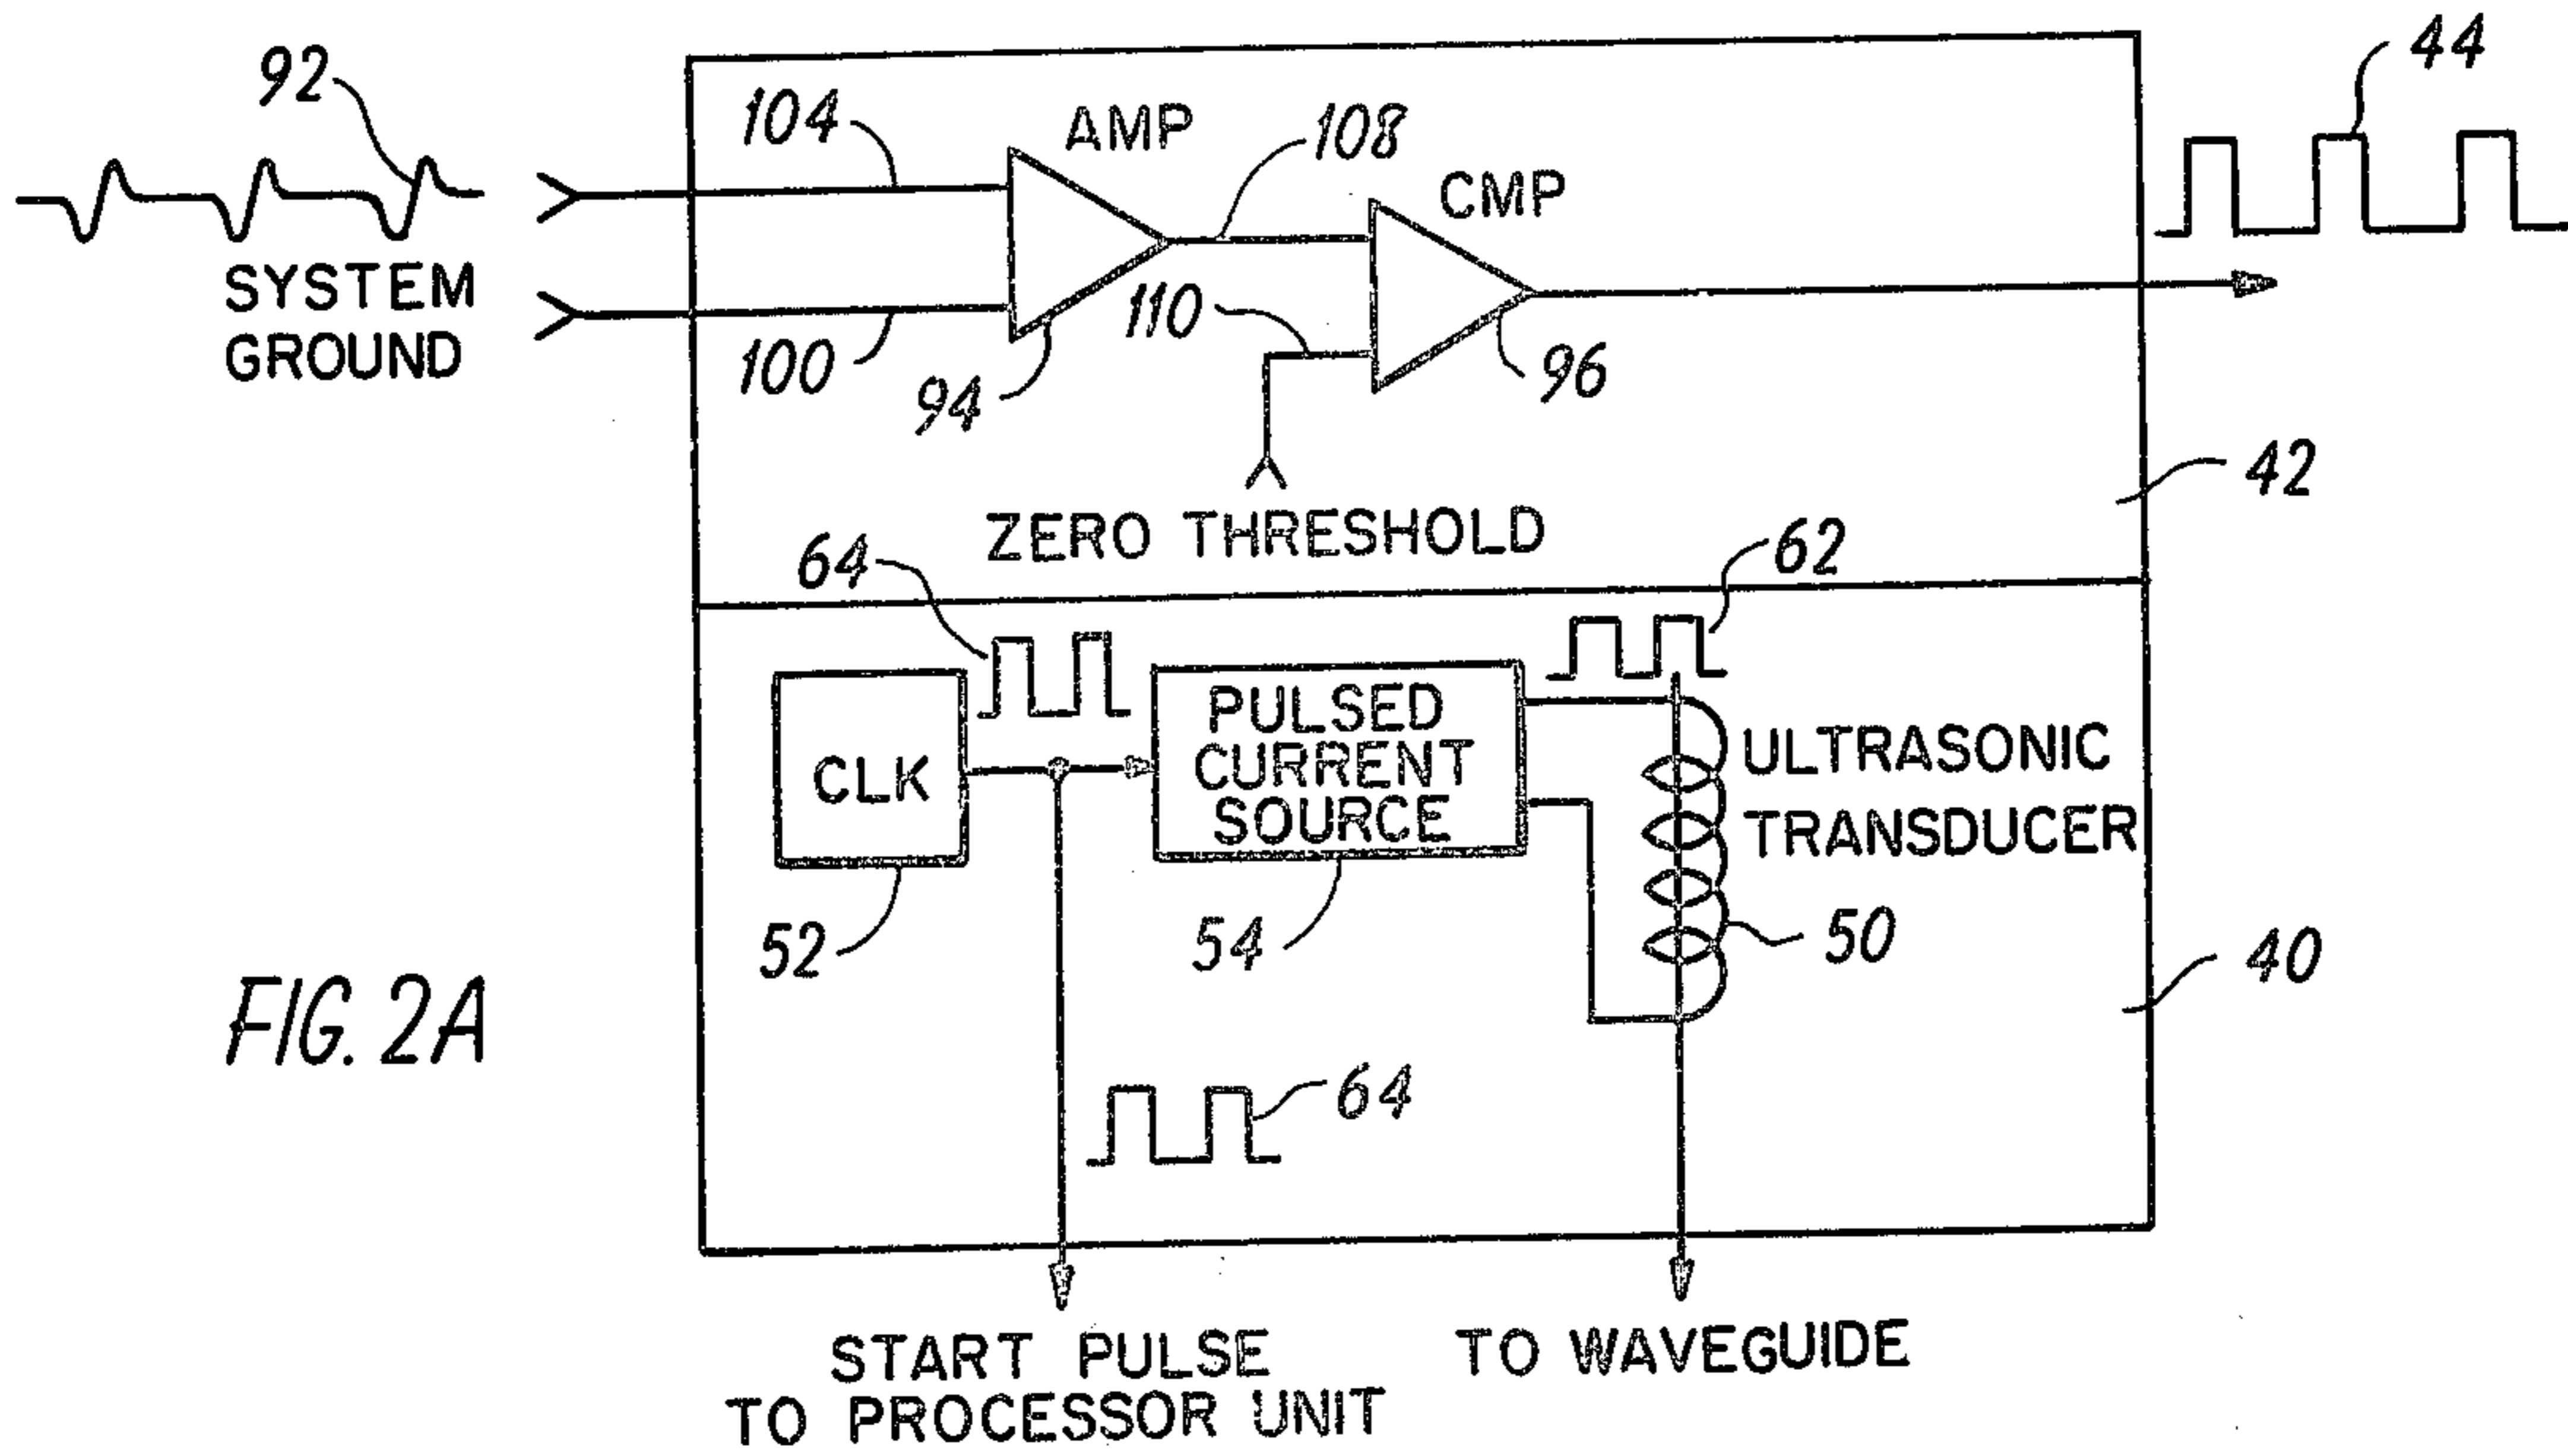 92
44
104
AMP
108
CMP
SYSTEM
GROUND
100
94
110
96
ZERO THRESHOLD
42
64
62
CLK
PULSED
CURRENT
SOURCE
ULTRASONIC
TRANSDUCER
52
54
50
40
FIG. 2A
64
START PULSE
TO PROCESSOR UNIT
TO WAVEGUIDE